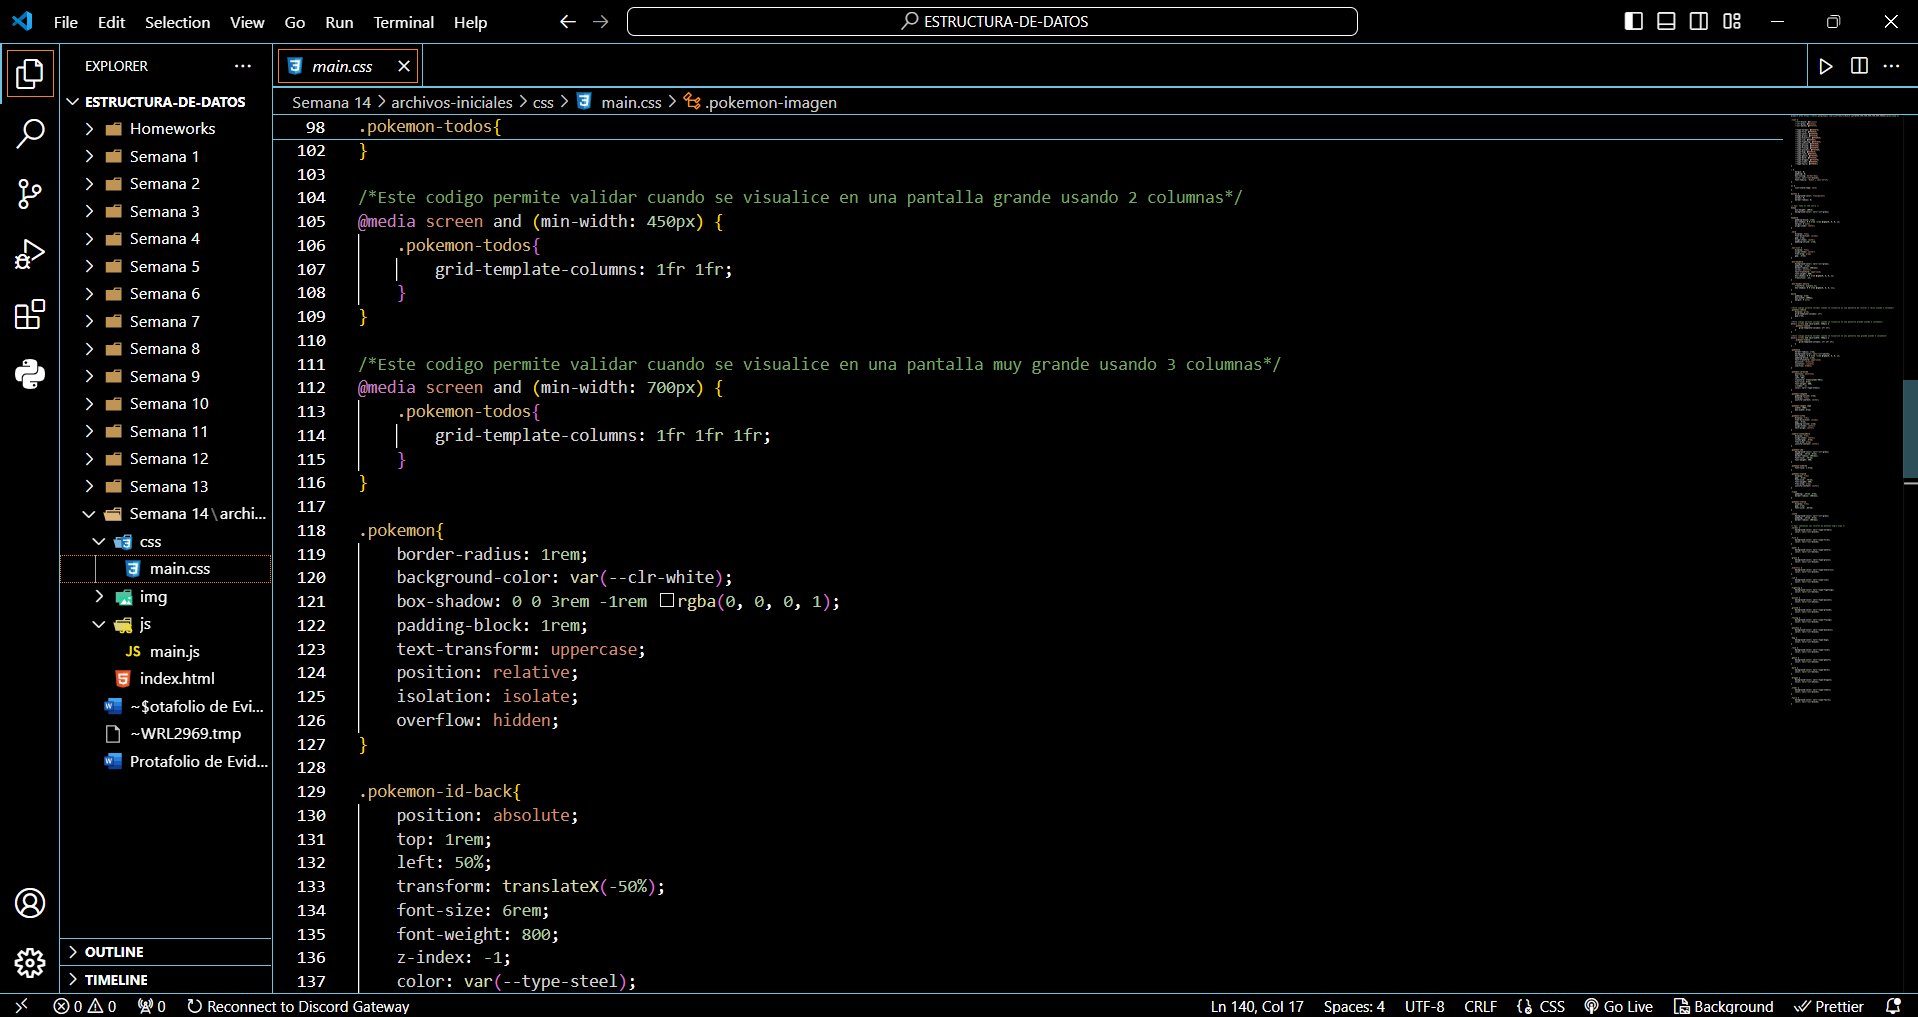 File Edit Selection View Go Run Terminal Help
ESTRUCTURA-DE-DATOS
EXPLORER
ESTRUCTURA-DE-DATOS
Homeworks
Semana 1
Semana 2
Semana 3
Semana 4
Semana 5
Semana 6
Semana 7
Semana 8
Semana 9
Semana 10
Semana 11
Semana 12
Semana 13
Semana 14\archi...
css
main.css
img
js
JS main.js
index.html
~$otafolio de Evi...
~WRL2969.tmp
Protafolio de Evid...
OUTLINE
TIMELINE
main.css
Semana 14 > archivos-iniciales > css > main.css > .pokemon-imagen
98 .pokemon-todos{
102 }
103
104 /*Este codigo permite validar cuando se visualice en una pantalla grande usando 2 columnas*/
105 @media screen and (min-width: 450px) {
106 .pokemon-todos{
107 grid-template-columns: 1fr 1fr;
108 }
109 }
110
111 /*Este codigo permite validar cuando se visualice en una pantalla muy grande usando 3 columnas*/
112 @media screen and (min-width: 700px) {
113 .pokemon-todos{
114 grid-template-columns: 1fr 1fr 1fr;
115 }
116 }
117
118 .pokemon{
119 border-radius: 1rem;
120 background-color: var(--clr-white);
121 box-shadow: 0 0 3rem -1rem rgba(0, 0, 0, 1);
122 padding-block: 1rem;
123 text-transform: uppercase;
124 position: relative;
125 isolation: isolate;
126 overflow: hidden;
127 }
128
129 .pokemon-id-back{
130 position: absolute;
131 top: 1rem;
132 left: 50%;
133 transform: translateX(-50%);
134 font-size: 6rem;
135 font-weight: 800;
136 z-index: -1;
137 color: var(--type-steel);
0 0 0 Reconnect to Discord Gateway
Ln 140, Col 17 Spaces: 4 UTF-8 CRLF {} CSS Go Live Background Prettier